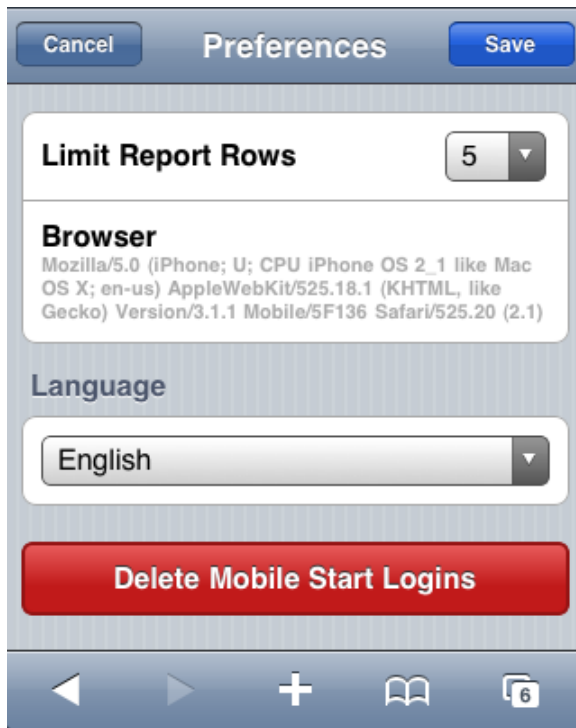 Cancel
Preferences
Save
Limit Report Rows
5
Browser
Mozilla/5.0 (iPhone; U; CPU iPhone OS 2_1 like Mac
OS X; en-us) AppleWebKit/525.18.1 (KHTML, like
Gecko) Version/3.1.1 Mobile/5F136 Safari/525.20 (2.1)
Language
English
Delete Mobile Start Logins
6